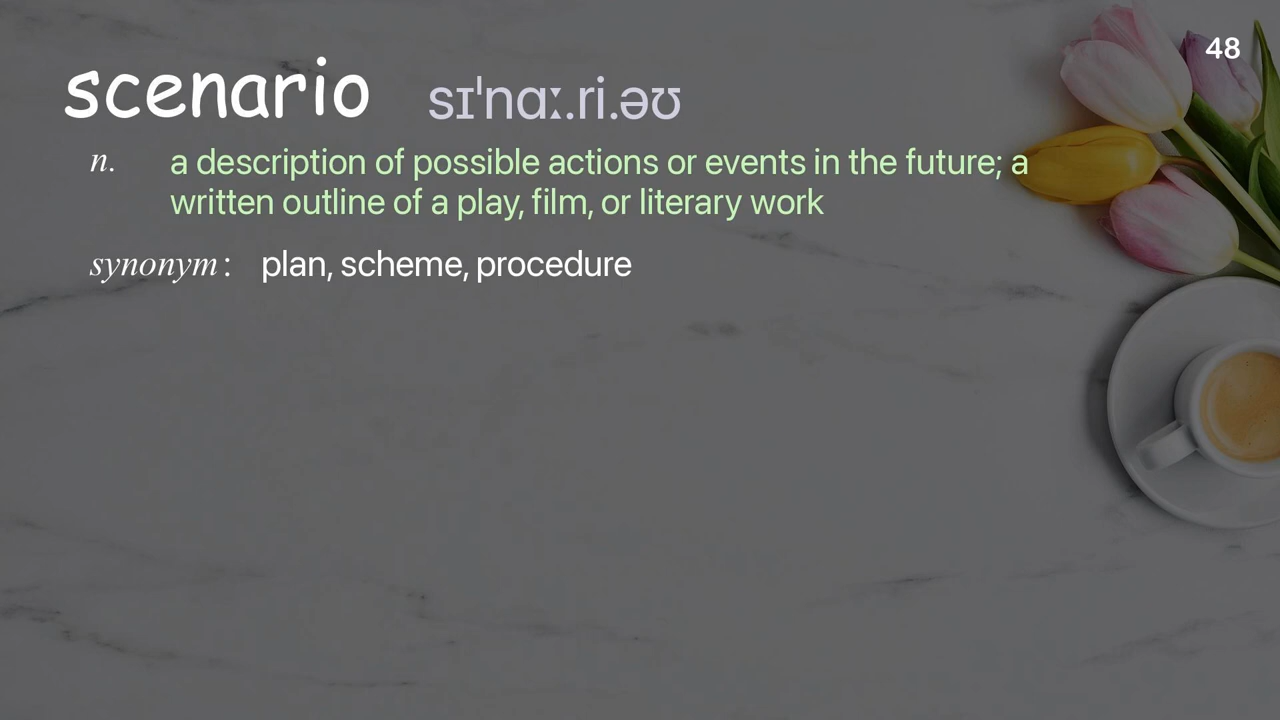 48
scenario sɪˈnɑː.ri.əʊ
n. a description of possible actions or events in the future; a
written outline of a play, film, or literary work
synonym: plan, scheme, procedure